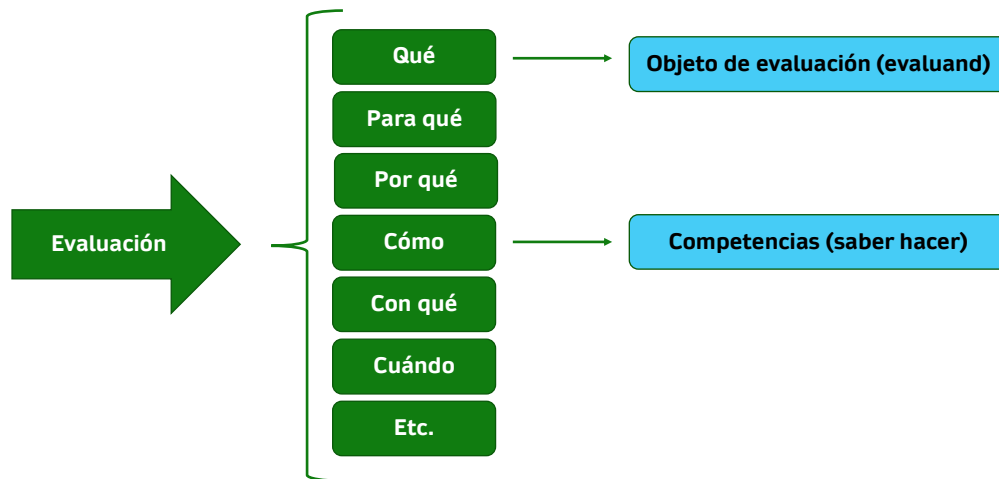 Evaluación
Qué
Para qué
Por qué
Cómo
Con qué
Cuándo
Etc.
Objeto de evaluación (evaluand)
Competencias (saber hacer)